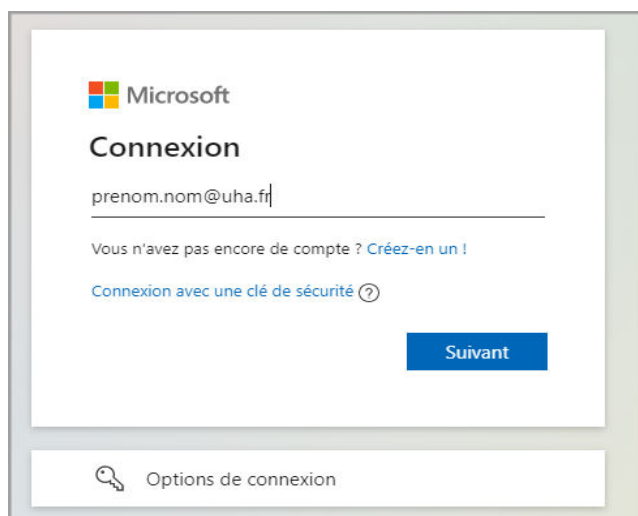 Microsoft
Connexion
prenom.nom@uha.fr
Vous n'avez pas encore de compte ? Créez-en un !
Connexion avec une clé de sécurité ?
Suivant
Options de connexion